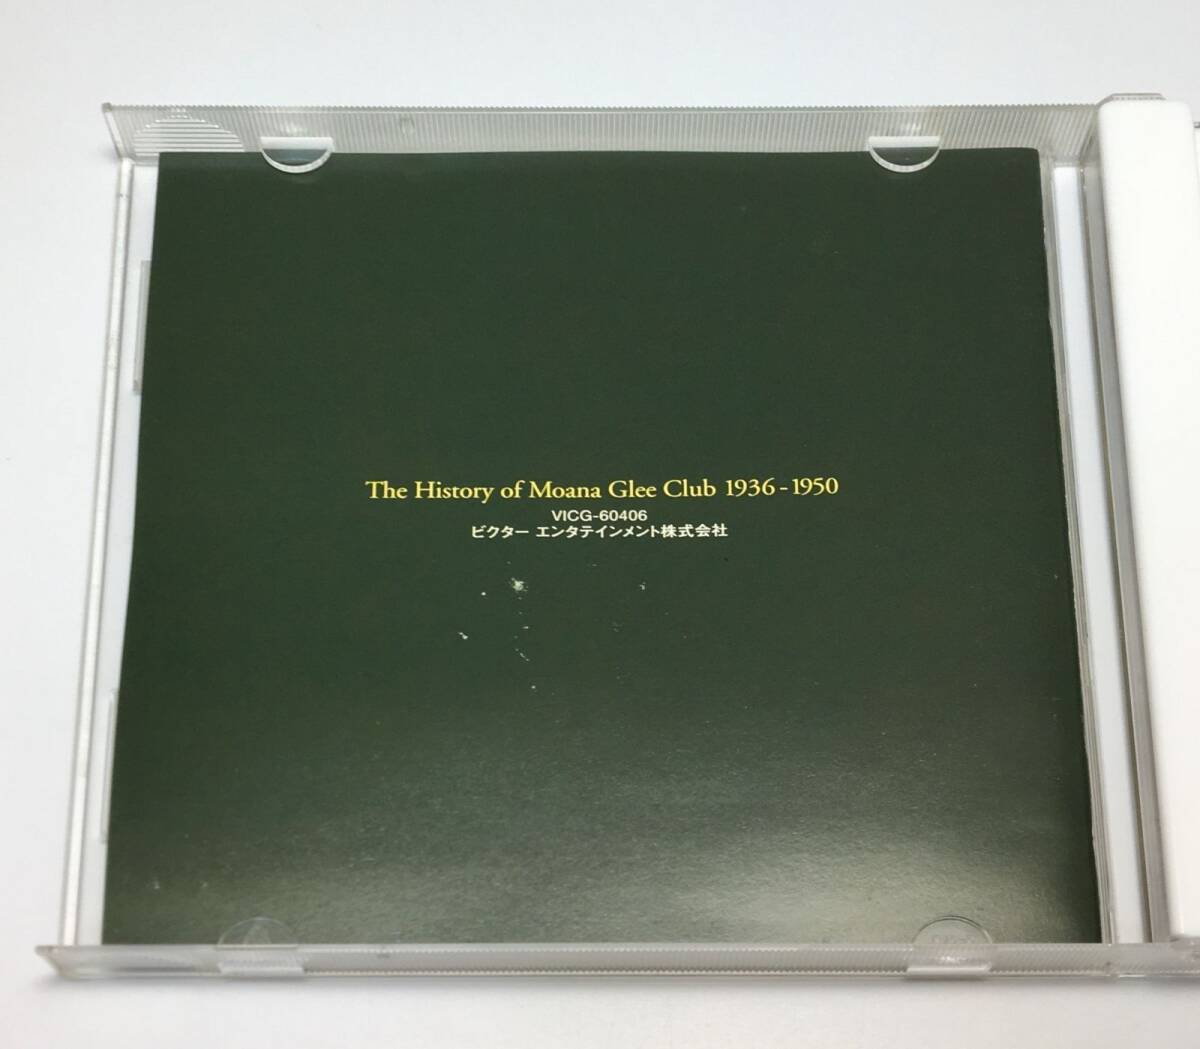 The History of Moana Glee Club 1936 - 1950
VICG-60406
ビクター エンタテインメント株式会社